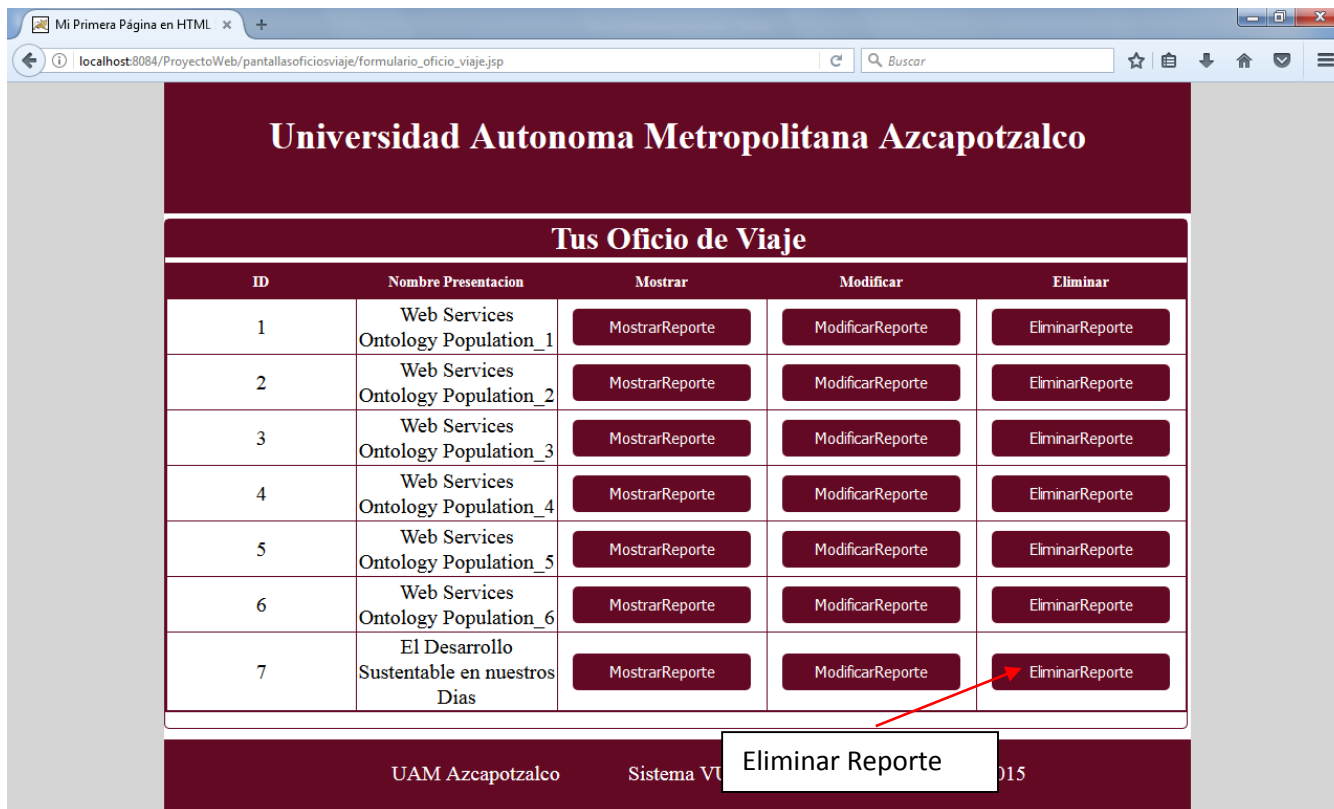 Mi Primera Página en HTML
localhost:8084/ProyectoWeb/pantallasoficiosviaje/formulario_oficio_viaje.jsp
Buscar
Universidad Autonoma Metropolitana Azcapotzalco
Tus Oficio de Viaje
ID Nombre Presentacion Mostrar Modificar Eliminar
1 Web Services Ontology Population_1 MostrarReporte ModificarReporte EliminarReporte
2 Web Services Ontology Population_2 MostrarReporte ModificarReporte EliminarReporte
3 Web Services Ontology Population_3 MostrarReporte ModificarReporte EliminarReporte
4 Web Services Ontology Population_4 MostrarReporte ModificarReporte EliminarReporte
5 Web Services Ontology Population_5 MostrarReporte ModificarReporte EliminarReporte
6 Web Services Ontology Population_6 MostrarReporte ModificarReporte EliminarReporte
7 El Desarrollo Sustentable en nuestros Dias MostrarReporte ModificarReporte EliminarReporte
Eliminar Reporte
UAM Azcapotzalco Sistema